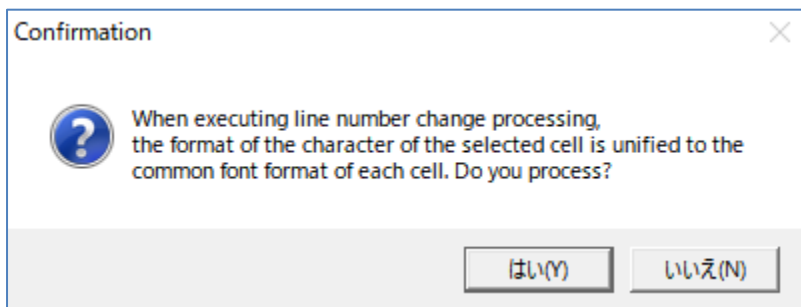 Confirmation
When executing line number change processing,
the format of the character of the selected cell is unified to the
common font format of each cell. Do you process?
はい(Y)
いいえ(N)